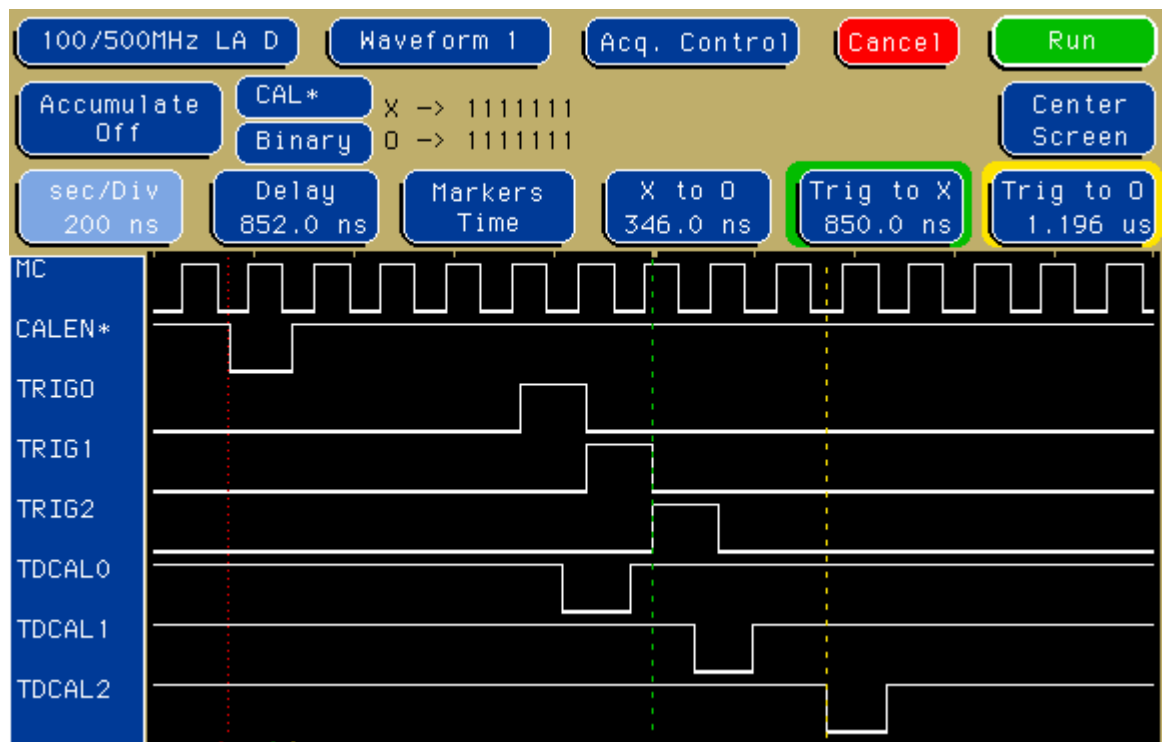 100/500MHz LA D Waveform 1 Acq. Control Cancel Run
Accumulate Off
CAL* X -> 1111111
Binary O -> 1111111
Center Screen
sec/Div 200 ns
Delay 852.0 ns
Markers Time
X to O 346.0 ns
Trig to X 850.0 ns
Trig to O 1.196 us
MC
CALEN*
TRIG0
TRIG1
TRIG2
TDCAL0
TDCAL1
TDCAL2